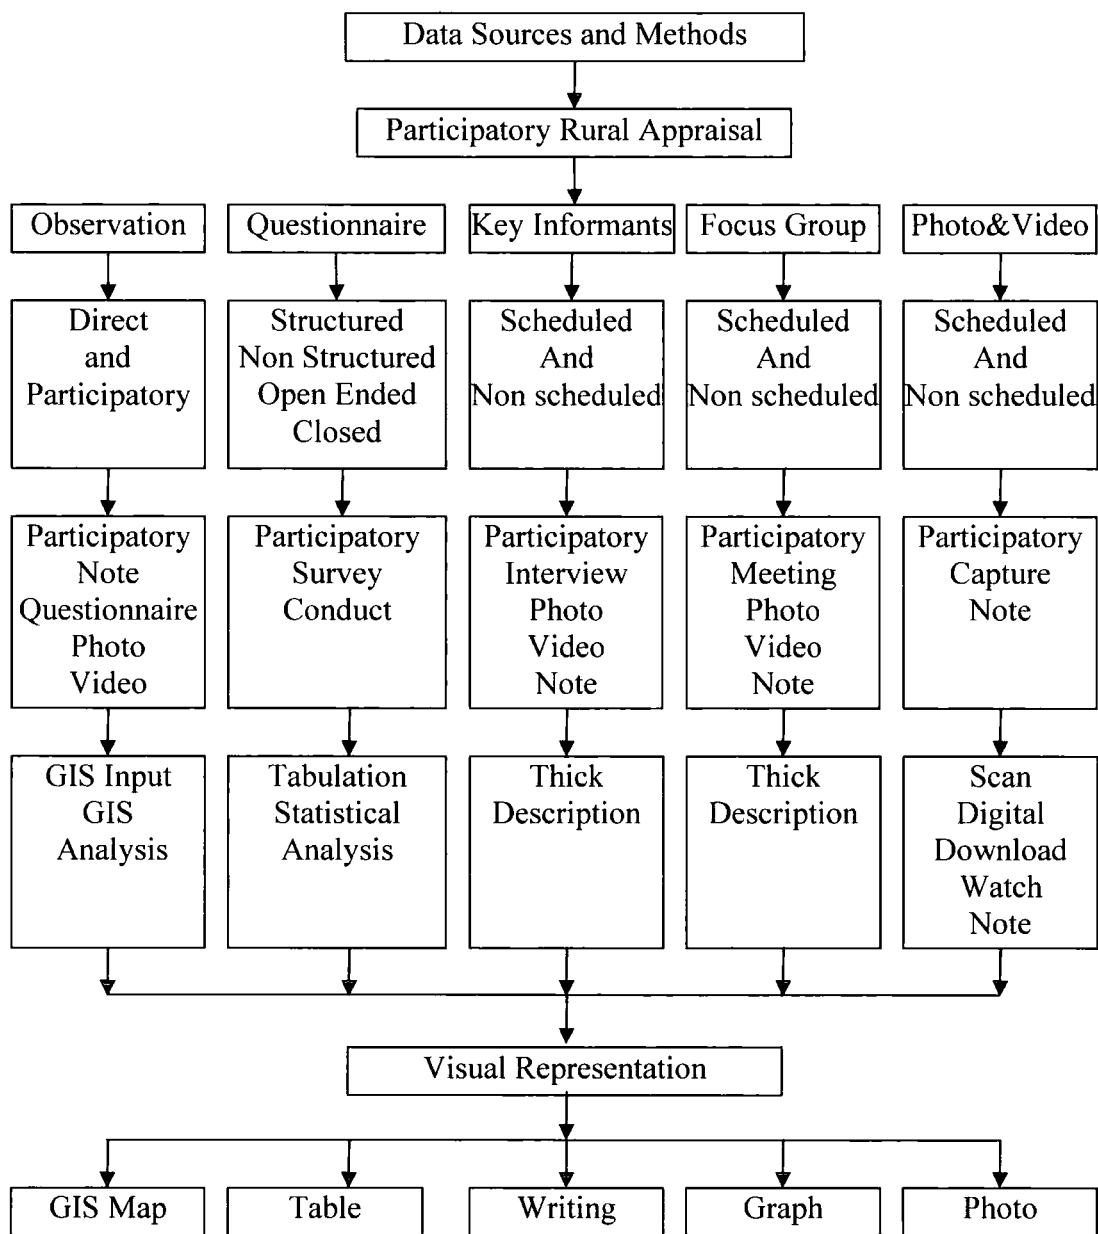 Data Sources and Methods
Participatory Rural Appraisal
Observation
Questionnaire
Key Informants
Focus Group
Photo&Video
Direct
and
Participatory
Structured
Non Structured
Open Ended
Closed
Scheduled
And
Non scheduled
Scheduled
And
Non scheduled
Scheduled
And
Non scheduled
Participatory
Note
Questionnaire
Photo
Video
Participatory
Survey
Conduct
Participatory
Interview
Photo
Video
Note
Participatory
Meeting
Photo
Video
Note
Participatory
Capture
Note
GIS Input
GIS
Analysis
Tabulation
Statistical
Analysis
Thick
Description
Thick
Description
Scan
Digital
Download
Watch
Note
Visual Representation
GIS Map
Table
Writing
Graph
Photo